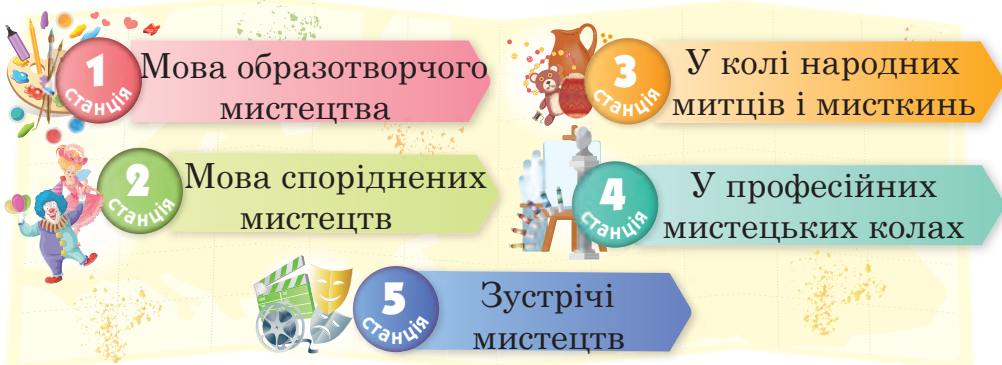 1
станція
Мова образотворчого
мистецтва
2
станція
Мова споріднених
мистецтв
3
станція
У колі народних
митців і мисткинь
4
станція
У професійних
мистецьких колах
5
станція
Зустрічі
мистецтв